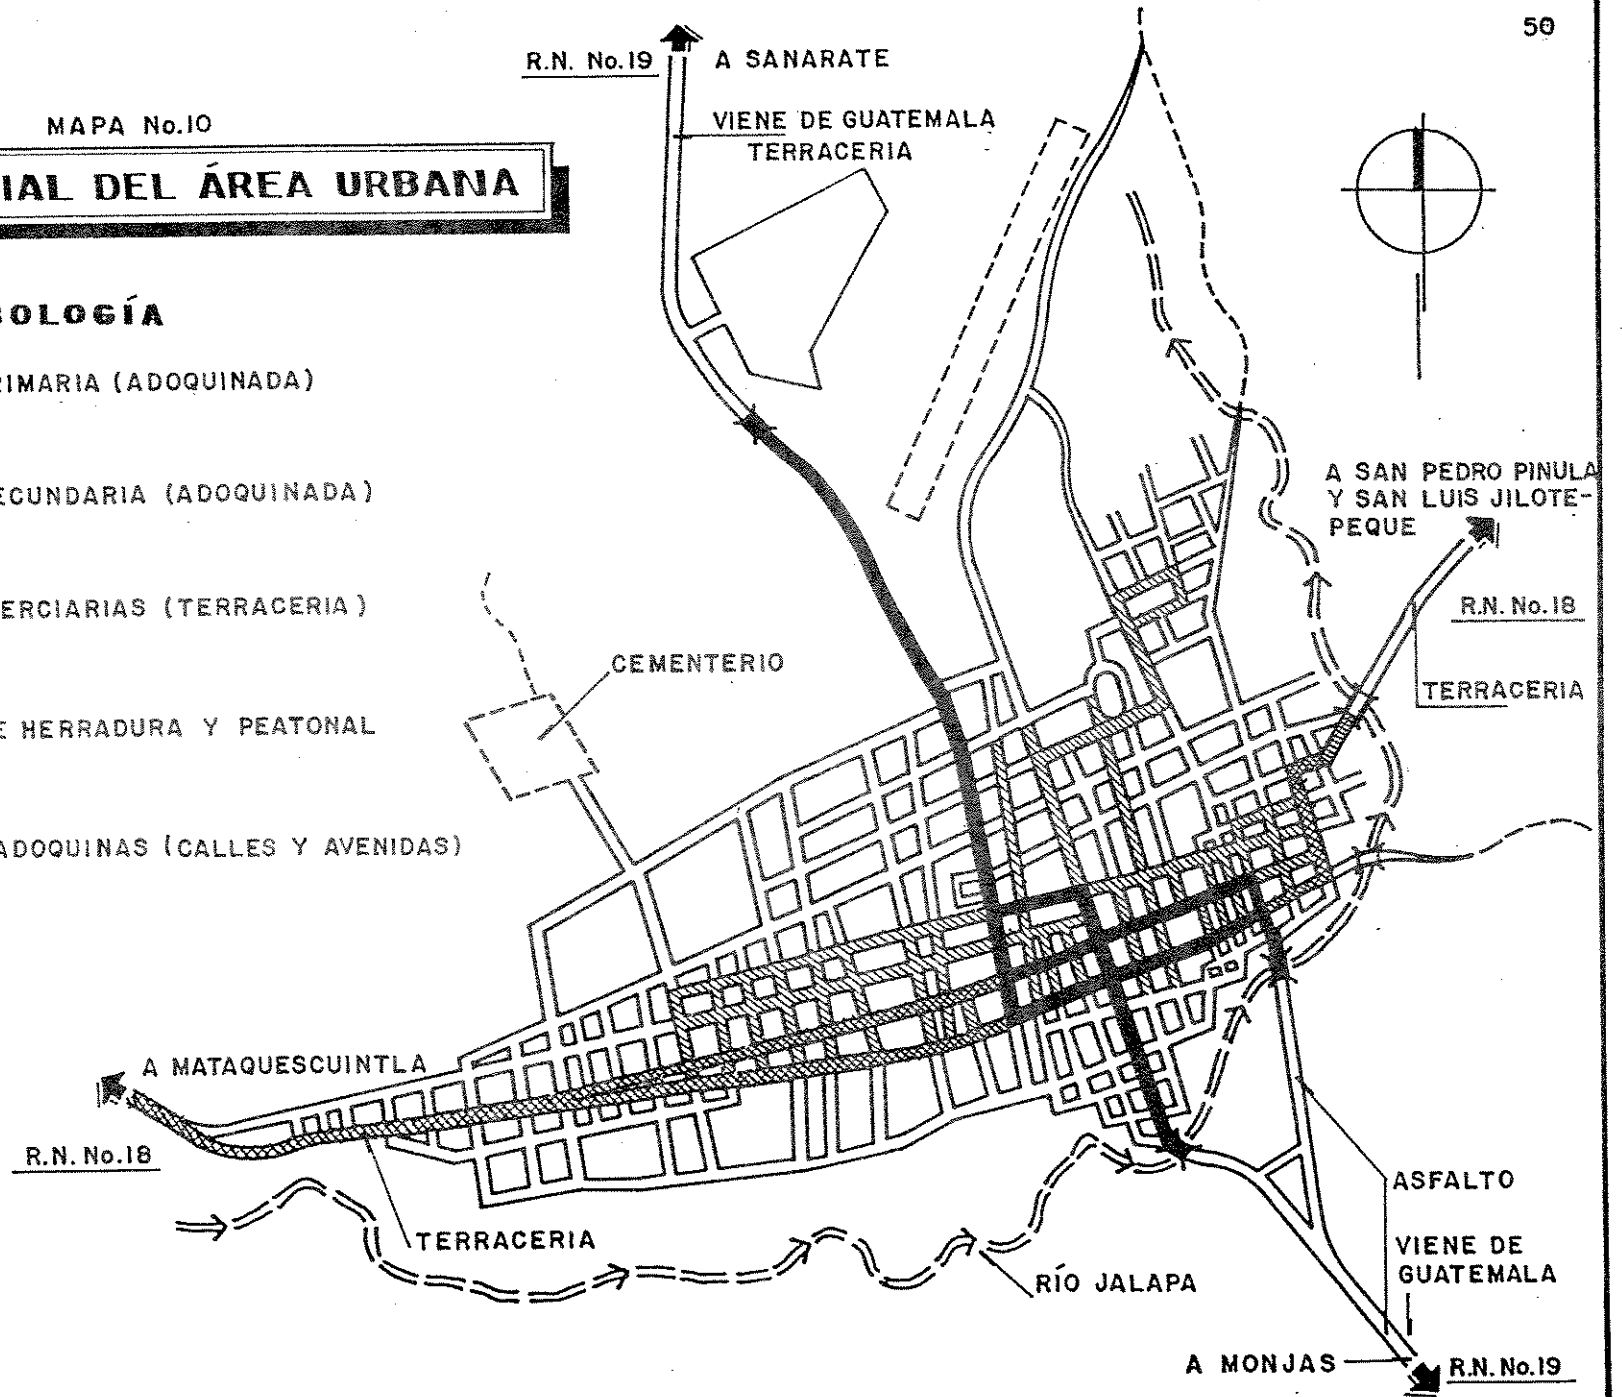 50
MAPA No.10
IAL DEL ÁREA URBANA
BOLOGÍA
RIMARIA (ADOQUINADA)
ECUNDARIA (ADOQUINADA)
ERCIARIAS (TERRACERIA)
E HERRADURA Y PEATONAL
ADOQUINAS (CALLES Y AVENIDAS)
R.N. No.19
A SANARATE
VIENE DE GUATEMALA
TERRACERIA
A SAN PEDRO PINULA
Y SAN LUIS JILOTE-
PEQUE
R.N. No.18
TERRACERIA
CEMENTERIO
A MATAQUESCUINTLA
R.N. No.18
TERRACERIA
RÍO JALAPA
ASFALTO
VIENE DE
GUATEMALA
A MONJAS
R.N. No.19